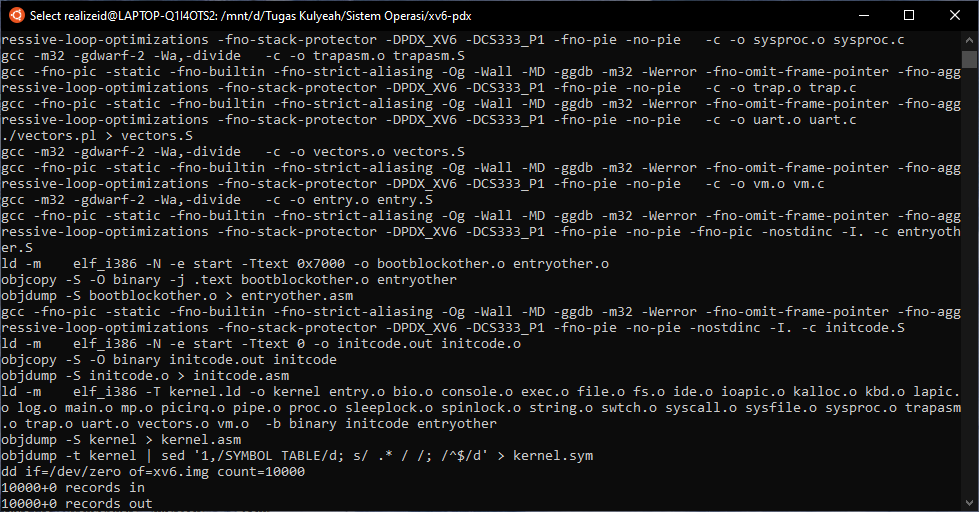 Select realizeid@LAPTOP-Q1I4OTS2: /mnt/d/Tugas Kulyeah/Sistem Operasi/xv6-pdx
ressive-loop-optimizations -fno-stack-protector -DPDX_XV6 -DCS333_P1 -fno-pie -no-pie   -c -o sysproc.o sysproc.c
gcc -m32 -gdwarf-2 -Wa,-divide   -c -o trapasm.o trapasm.S
gcc -fno-pic -static -fno-builtin -fno-strict-aliasing -Og -Wall -MD -ggdb -m32 -Werror -fno-omit-frame-pointer -fno-agg
ressive-loop-optimizations -fno-stack-protector -DPDX_XV6 -DCS333_P1 -fno-pie -no-pie   -c -o trap.o trap.c
gcc -fno-pic -static -fno-builtin -fno-strict-aliasing -Og -Wall -MD -ggdb -m32 -Werror -fno-omit-frame-pointer -fno-agg
ressive-loop-optimizations -fno-stack-protector -DPDX_XV6 -DCS333_P1 -fno-pie -no-pie   -c -o uart.o uart.c
./vectors.pl > vectors.S
gcc -m32 -gdwarf-2 -Wa,-divide   -c -o vectors.o vectors.S
gcc -fno-pic -static -fno-builtin -fno-strict-aliasing -Og -Wall -MD -ggdb -m32 -Werror -fno-omit-frame-pointer -fno-agg
ressive-loop-optimizations -fno-stack-protector -DPDX_XV6 -DCS333_P1 -fno-pie -no-pie   -c -o vm.o vm.c
gcc -m32 -gdwarf-2 -Wa,-divide   -c -o entry.o entry.S
gcc -fno-pic -static -fno-builtin -fno-strict-aliasing -Og -Wall -MD -ggdb -m32 -Werror -fno-omit-frame-pointer -fno-agg
ressive-loop-optimizations -fno-stack-protector -DPDX_XV6 -DCS333_P1 -fno-pie -no-pie -fno-pic -nostdinc -I. -c entryoth
er.S
ld -m    elf_i386 -N -e start -Ttext 0x7000 -o bootblockother.o entryother.o
objcopy -S -O binary -j .text bootblockother.o entryother
objdump -S bootblockother.o > entryother.asm
gcc -fno-pic -static -fno-builtin -fno-strict-aliasing -Og -Wall -MD -ggdb -m32 -Werror -fno-omit-frame-pointer -fno-agg
ressive-loop-optimizations -fno-stack-protector -DPDX_XV6 -DCS333_P1 -fno-pie -no-pie -nostdinc -I. -c initcode.S
ld -m    elf_i386 -N -e start -Ttext 0 -o initcode.out initcode.o
objcopy -S -O binary initcode.out initcode
objdump -S initcode.o > initcode.asm
ld -m    elf_i386 -T kernel.ld -o kernel entry.o bio.o console.o exec.o file.o fs.o ide.o ioapic.o kalloc.o kbd.o lapic.
o log.o main.o mp.o picirq.o pipe.o proc.o sleeplock.o spinlock.o string.o swtch.o syscall.o sysfile.o sysproc.o trapasm
.o trap.o uart.o vectors.o vm.o  -b binary initcode entryother
objdump -S kernel > kernel.asm
objdump -t kernel | sed '1,/SYMBOL TABLE/d; s/ .* / /; /^$/d' > kernel.sym
dd if=/dev/zero of=xv6.img count=10000
10000+0 records in
10000+0 records out